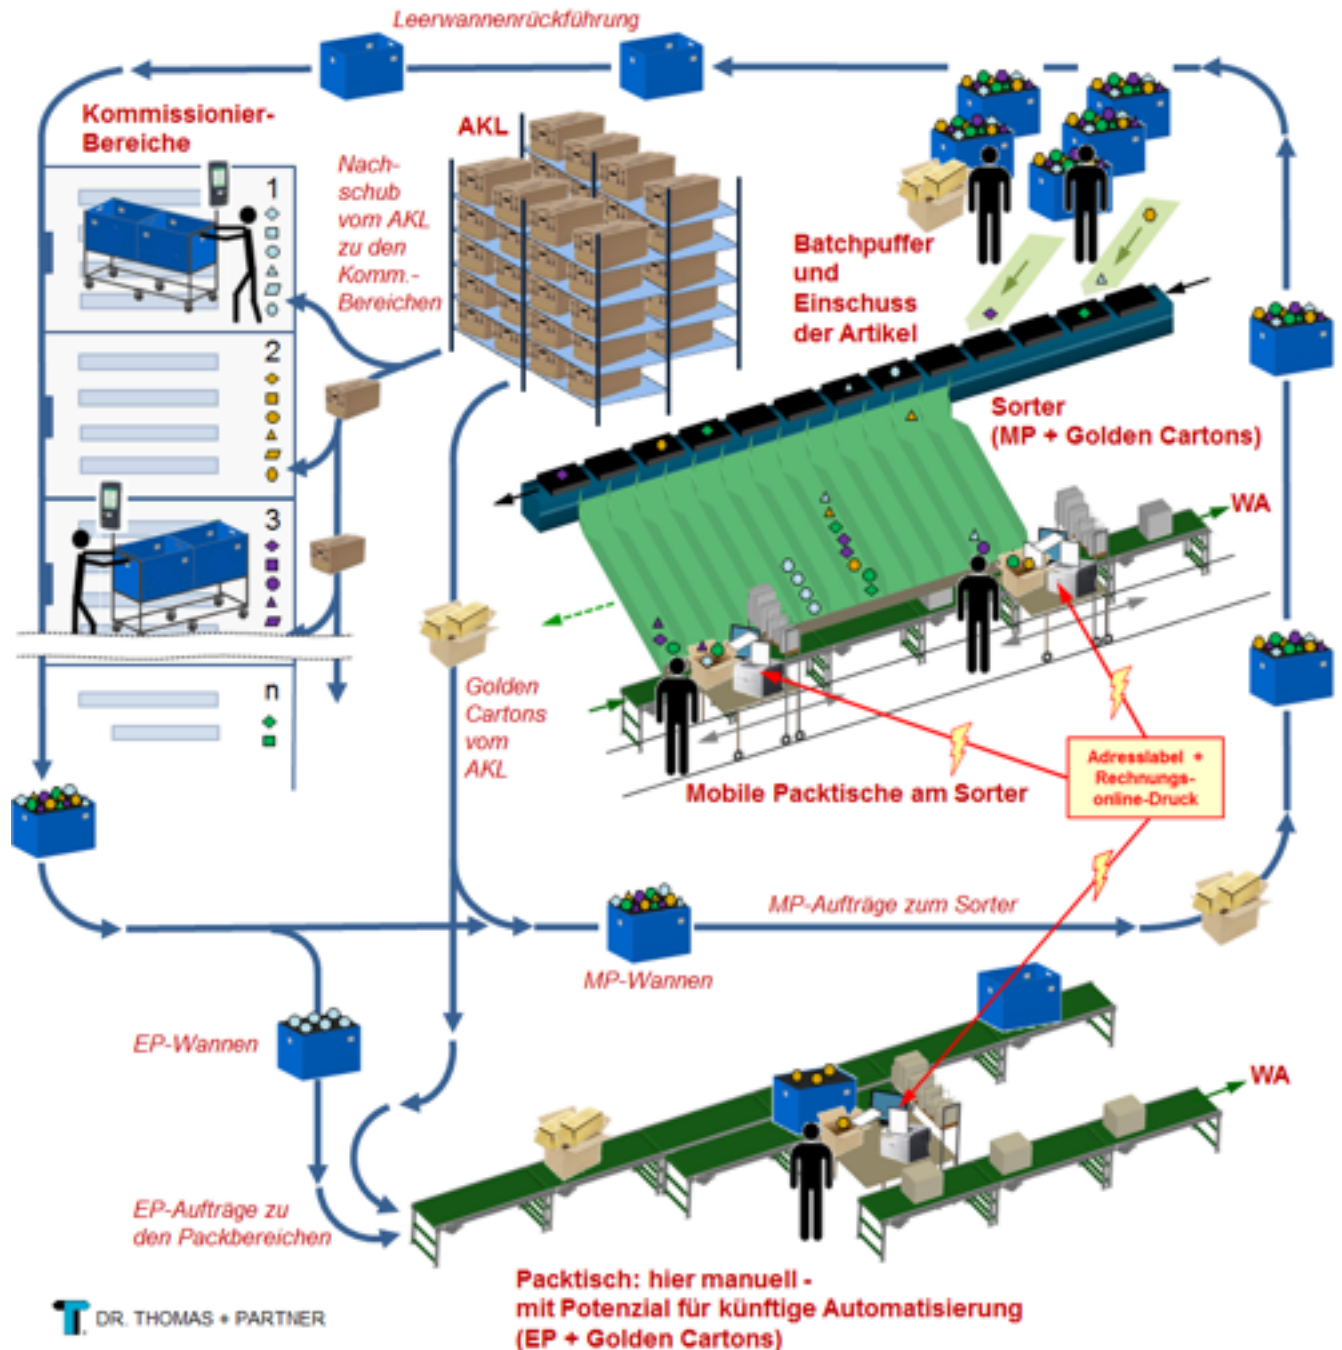 Leerwannenrückführung
Kommissionier-
Bereiche
AKL
Nach-
schub
vom AKL
zu den
Komm.-
Bereichen
1
2
3
n
Batchpuffer
und
Einschuss
der Artikel
Sorter
(MP + Golden Cartons)
WA
Golden
Cartons
vom
AKL
Mobile Packtische am Sorter
Adresslabel +
Rechnungs-
online-Druck
MP-Aufträge zum Sorter
MP-Wannen
EP-Wannen
WA
EP-Aufträge zu
den Packbereichen
Packtisch: hier manuell -
mit Potenzial für künftige Automatisierung
(EP + Golden Cartons)
DR. THOMAS + PARTNER